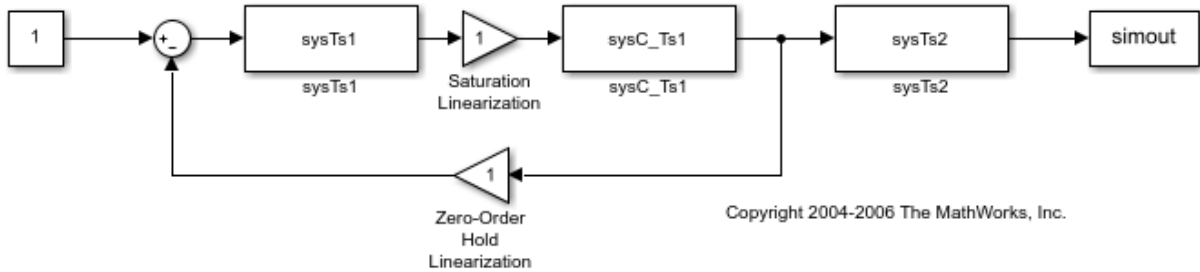 1
+
-
sysTs1
1
sysC_Ts1
sysTs2
simout
sysTs1
Saturation
Linearization
sysC_Ts1
sysTs2
1
Zero-Order
Hold
Linearization
Copyright 2004-2006 The MathWorks, Inc.